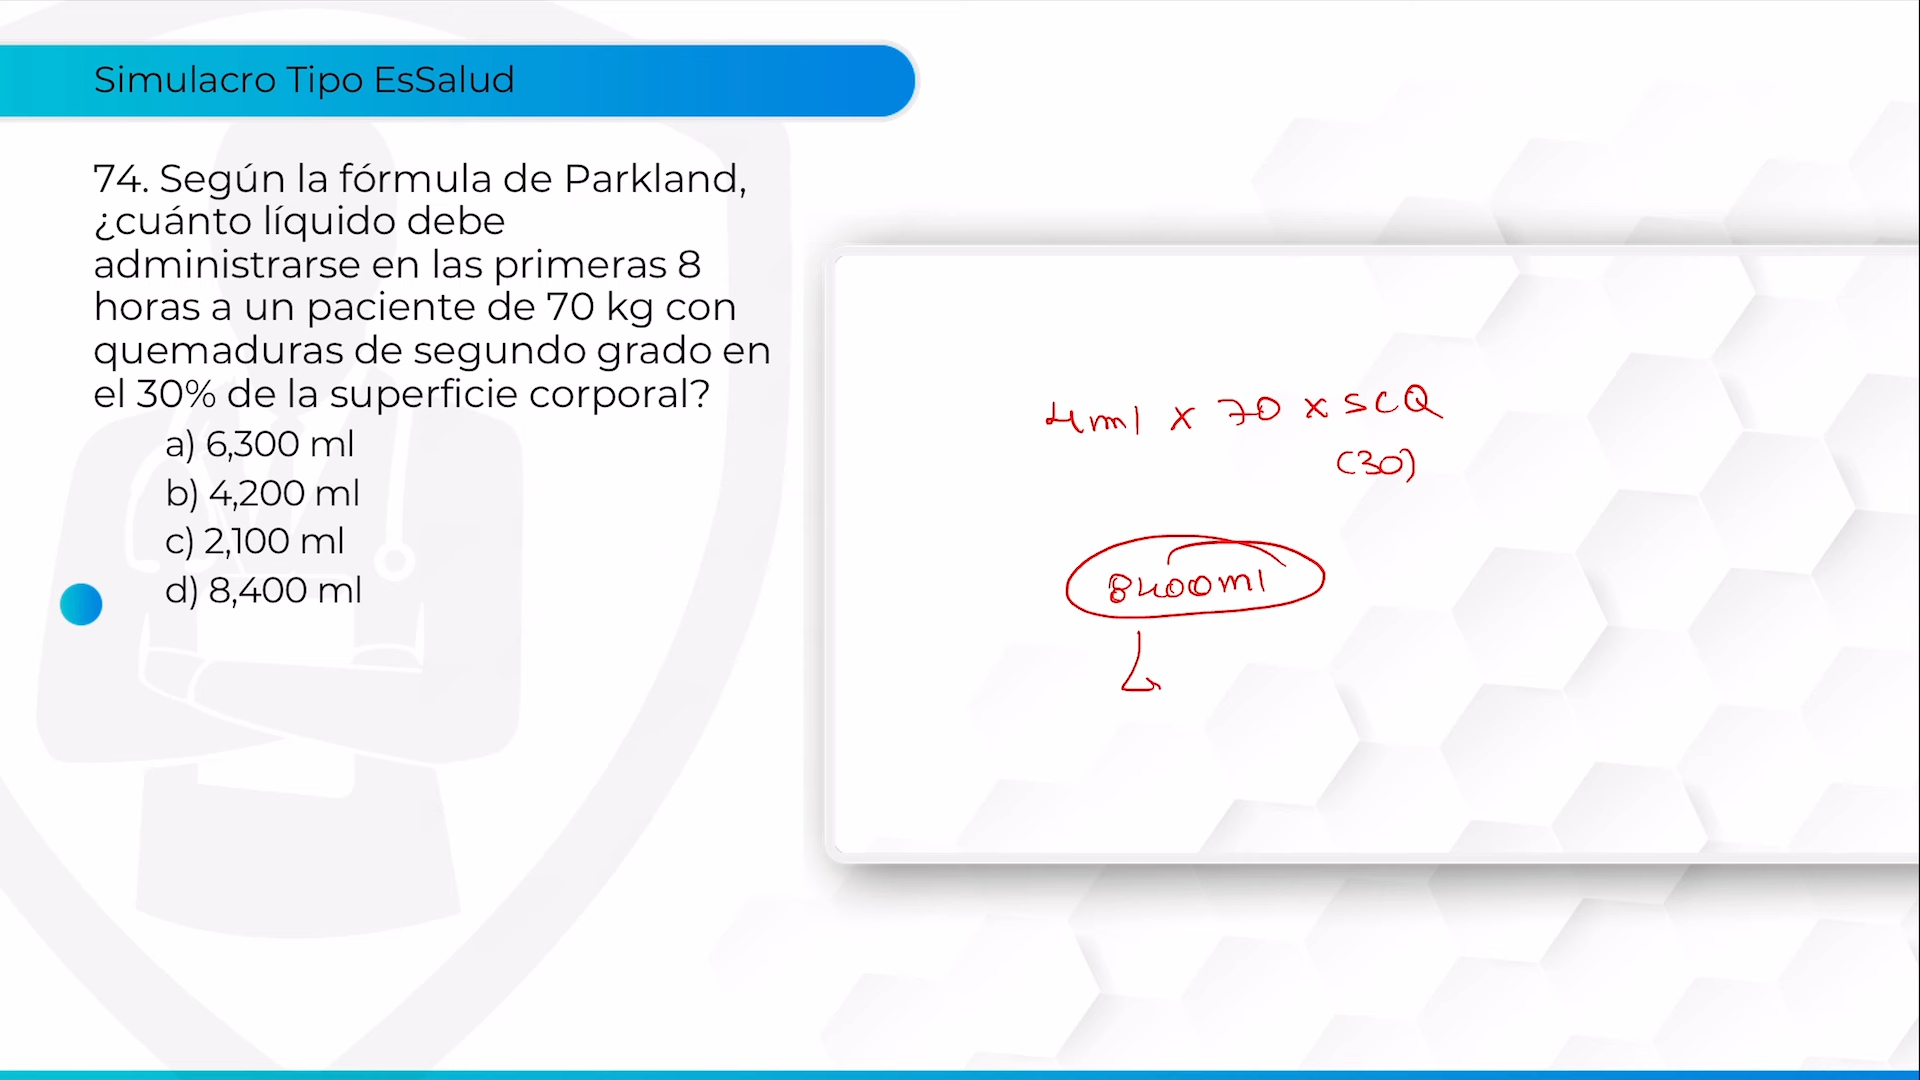 Simulacro Tipo EsSalud
74. Según la fórmula de Parkland,
¿cuánto líquido debe
administrarse en las primeras 8
horas a un paciente de 70 kg con
quemaduras de segundo grado en
el 30% de la superficie corporal?
a) 6,300 ml
b) 4,200 ml
c) 2,100 ml
d) 8,400 ml
4ml x 70 x SCQ
(30)
8400ml